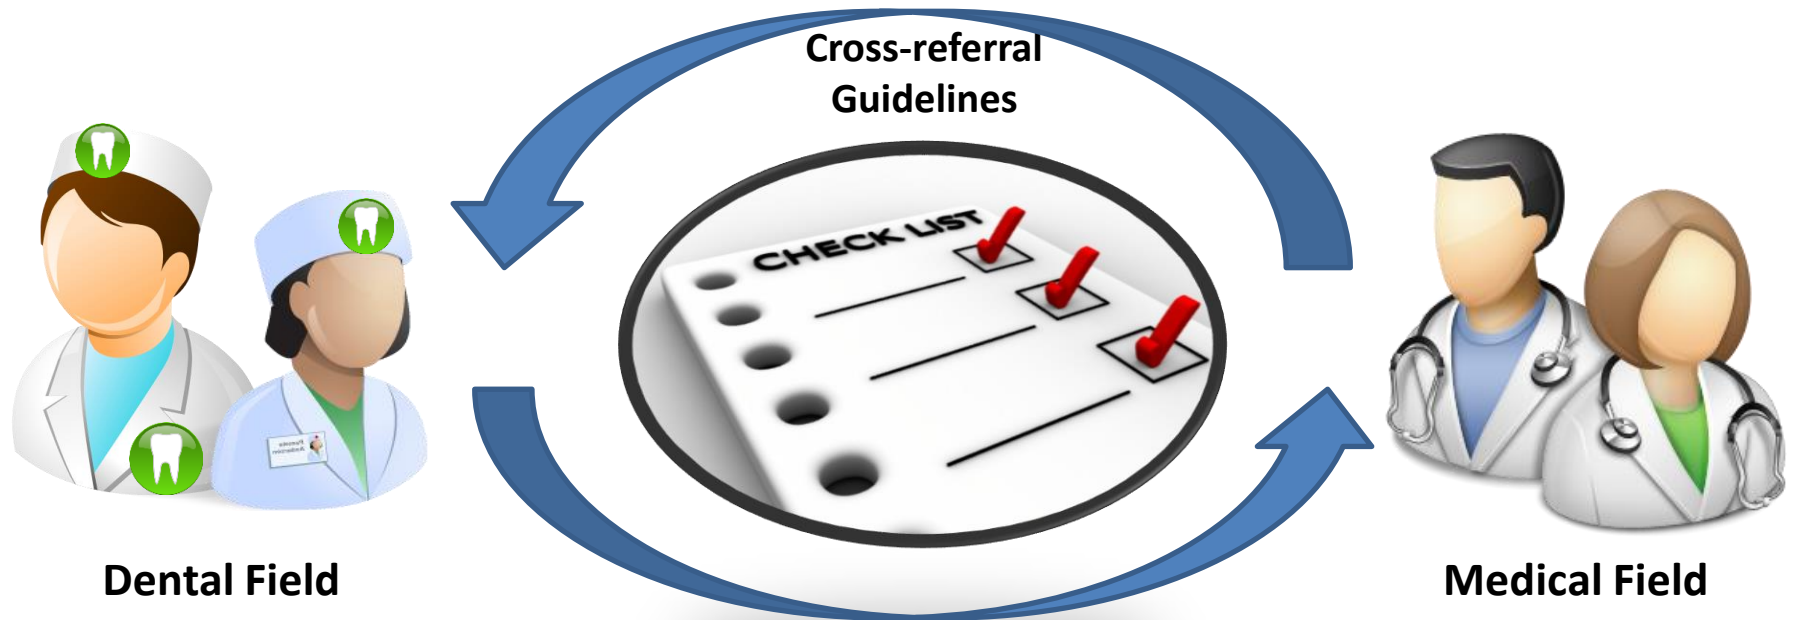 Cross-referral
Guidelines
CHECK LIST
Dental Field
Medical Field